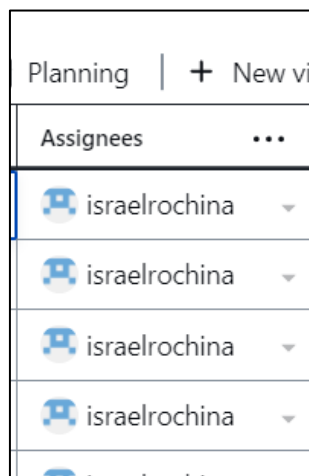 Planning + New vi
Assignees ...
israelrochina
israelrochina
israelrochina
israelrochina